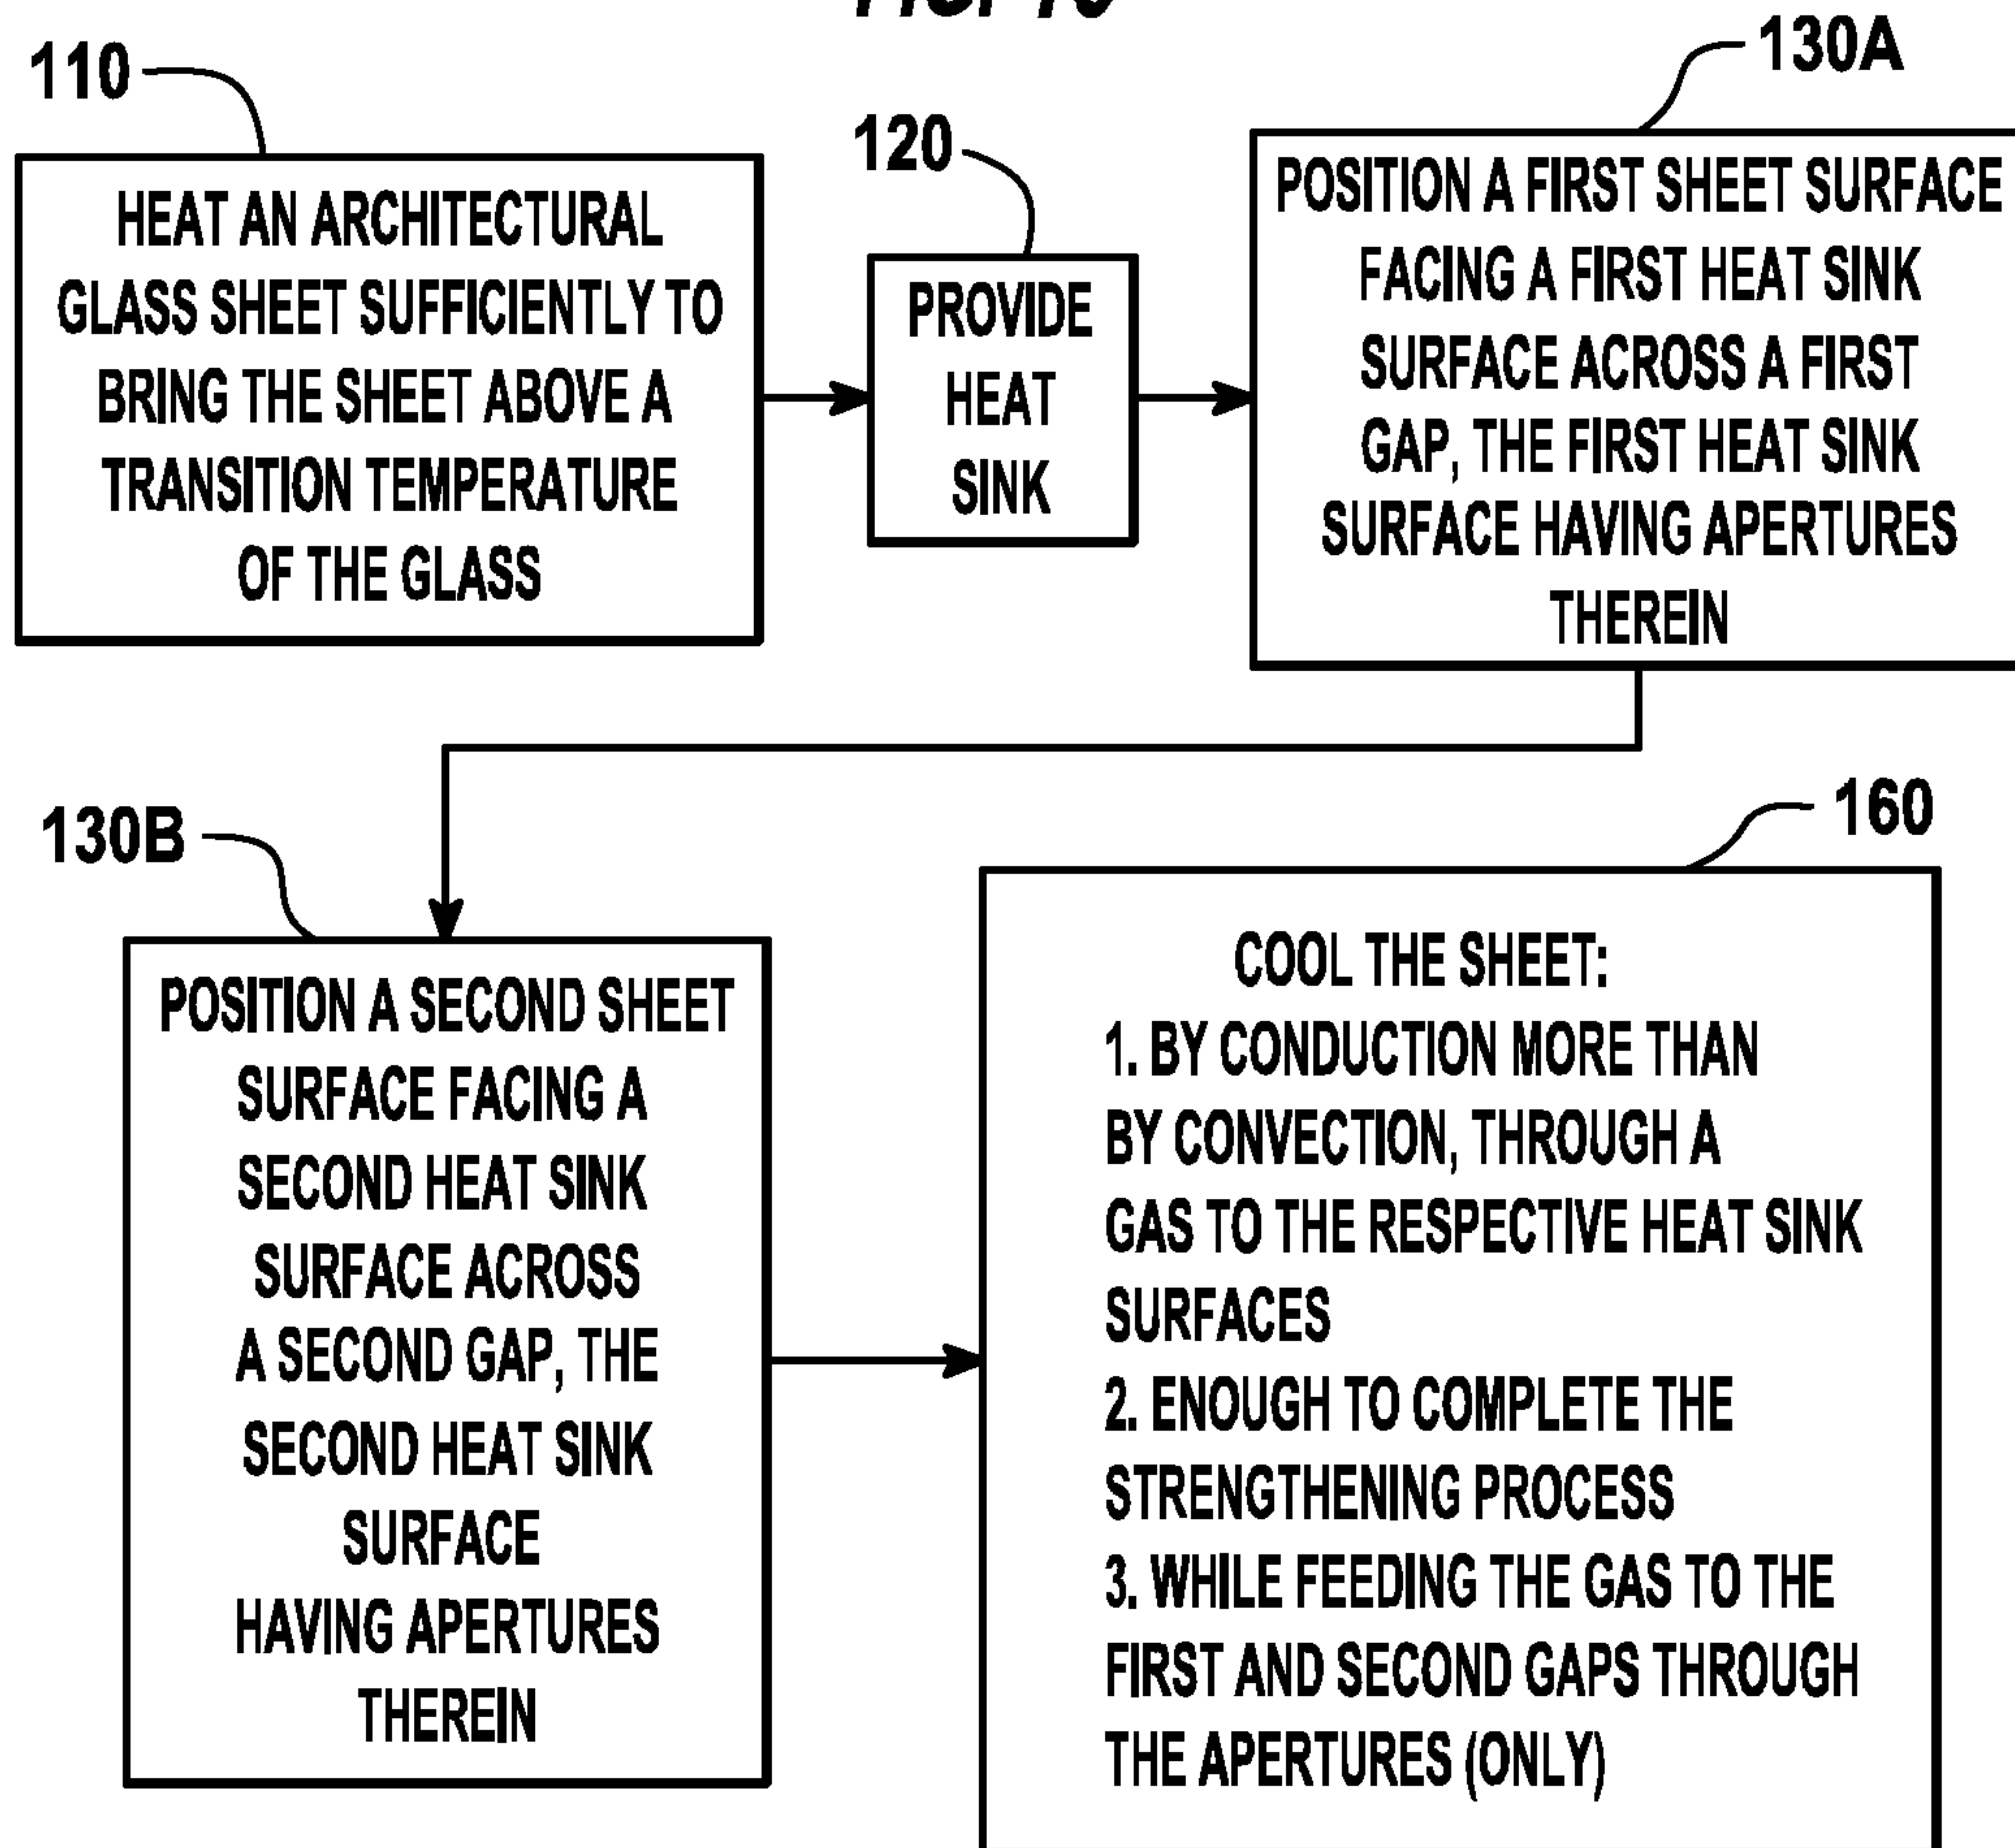 110
HEAT AN ARCHITECTURAL
GLASS SHEET SUFFICIENTLY TO
BRING THE SHEET ABOVE A
TRANSITION TEMPERATURE
OF THE GLASS
120
PROVIDE
HEAT
SINK
130A
POSITION A FIRST SHEET SURFACE
FACING A FIRST HEAT SINK
SURFACE ACROSS A FIRST
GAP, THE FIRST HEAT SINK
SURFACE HAVING APERTURES
THEREIN
130B
POSITION A SECOND SHEET
SURFACE FACING A
SECOND HEAT SINK
SURFACE ACROSS
A SECOND GAP, THE
SECOND HEAT SINK
SURFACE
HAVING APERTURES
THEREIN
160
COOL THE SHEET:
1. BY CONDUCTION MORE THAN
BY CONVECTION, THROUGH A
GAS TO THE RESPECTIVE HEAT SINK
SURFACES
2. ENOUGH TO COMPLETE THE
STRENGTHENING PROCESS
3. WHILE FEEDING THE GAS TO THE
FIRST AND SECOND GAPS THROUGH
THE APERTURES (ONLY)